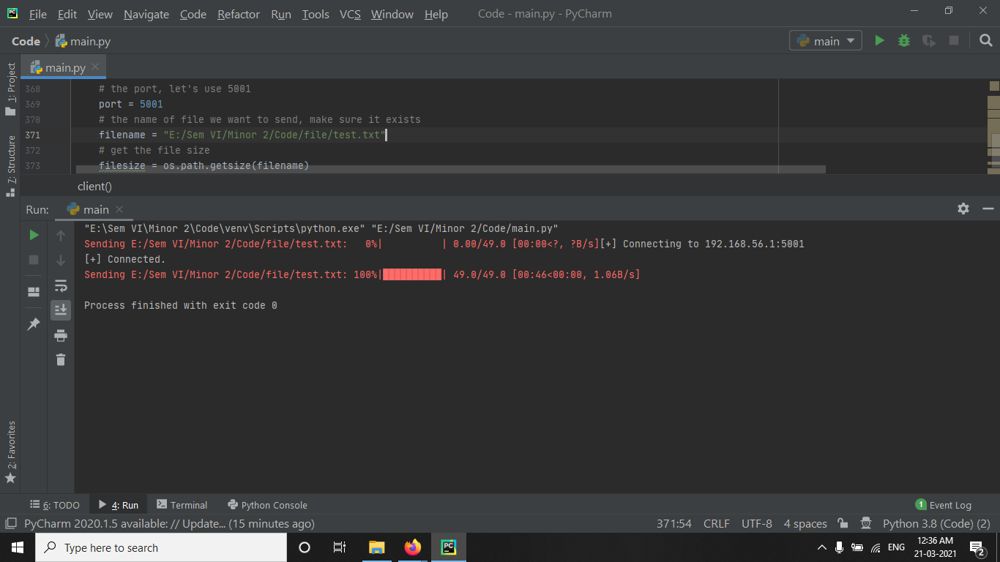 PC File Edit View Navigate Code Refactor Run Tools VCS Window Help Code - main.py - PyCharm
Code main.py main
main.py
1: Project
7: Structure
2: Favorites
368 # the port, let's use 5001
369 port = 5001
370 # the name of file we want to send, make sure it exists
371 filename = "E:/Sem VI/Minor 2/Code/file/test.txt"
372 # get the file size
373 filesize = os.path.getsize(filename)
client()
Run: main
"E:\Sem VI\Minor 2\Code\venv\Scripts\python.exe" "E:/Sem VI/Minor 2/Code/main.py"
Sending E:/Sem VI/Minor 2/Code/file/test.txt:   0%|          | 0.00/49.0 [00:00<?, ?B/s][+] Connecting to 192.168.56.1:5001
[+] Connected.
Sending E:/Sem VI/Minor 2/Code/file/test.txt: 100%|██████████| 49.0/49.0 [00:46<00:00, 1.06B/s]
Process finished with exit code 0
6: TODO 4: Run Terminal Python Console 1 Event Log
PyCharm 2020.1.5 available: // Update... (15 minutes ago) 371:54 CRLF UTF-8 4 spaces Python 3.8 (Code) (2)
Type here to search PC ENG 12:36 AM
21-03-2021 2